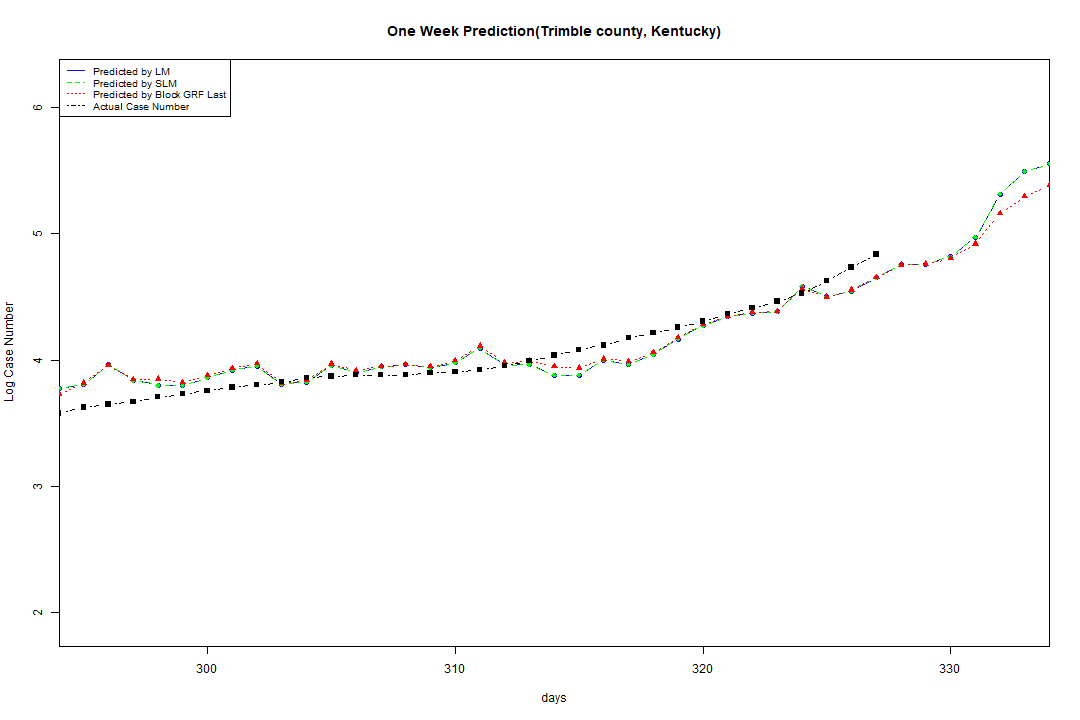 One Week Prediction(Trimble county, Kentucky)
Predicted by LM
Predicted by SLM
Predicted by Block GRF Last
Actual Case Number
6
5
4
3
2
Log Case Number
300 310 320 330
days